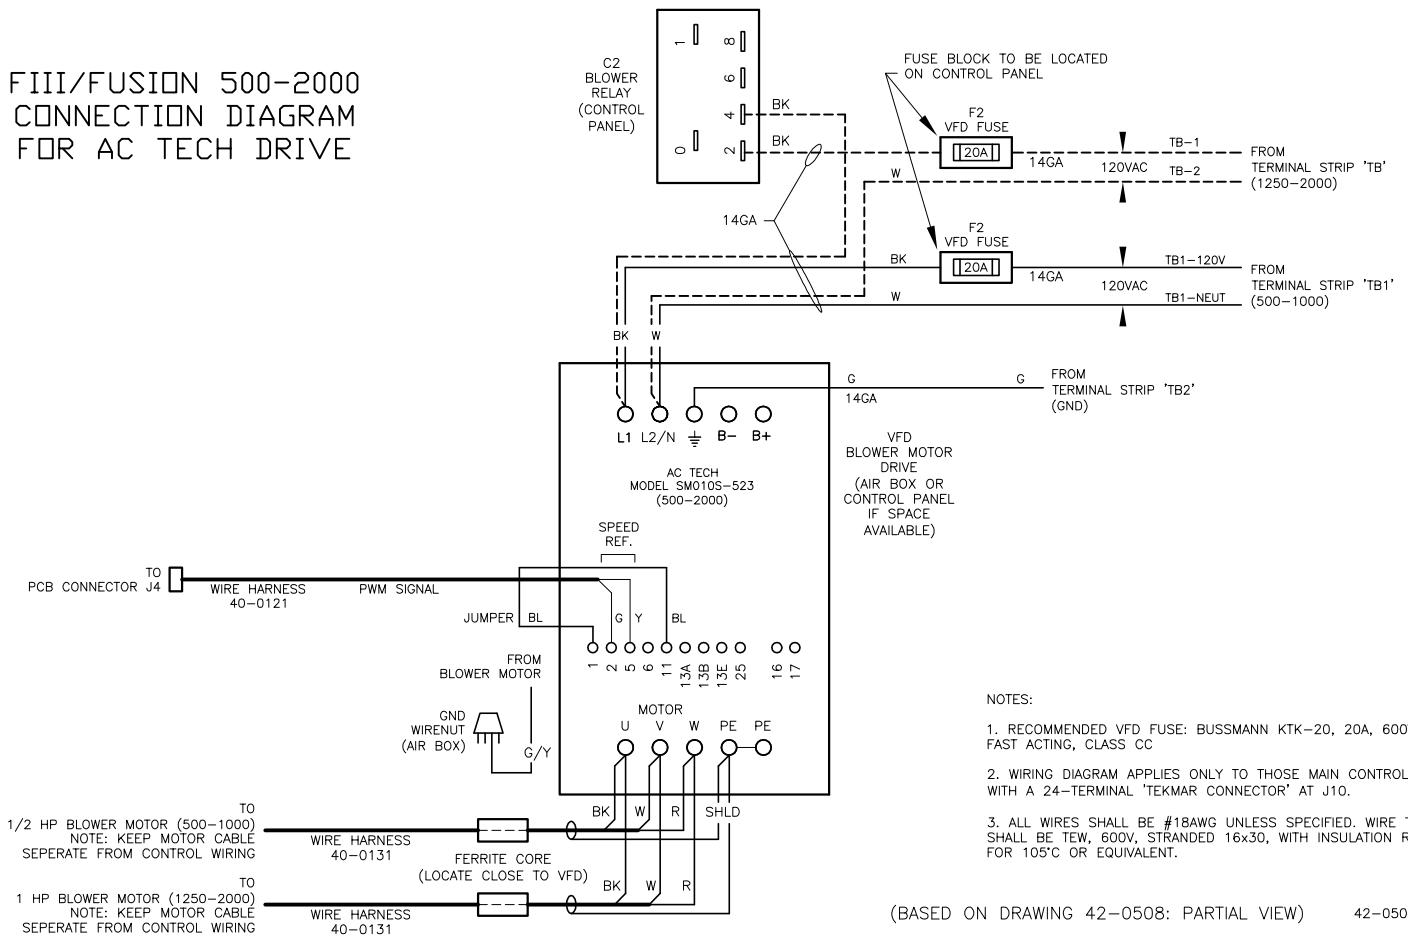 FIII/FUSION 500-2000
CONNECTION DIAGRAM
FOR AC TECH DRIVE
C2
BLOWER
RELAY
(CONTROL
PANEL)
1
8
6
4
0
2
BK
BK
FUSE BLOCK TO BE LOCATED
ON CONTROL PANEL
F2
VFD FUSE
20A
14GA
120VAC
TB-1
TB-2
W
FROM
TERMINAL STRIP 'TB'
(1250-2000)
14GA
F2
VFD FUSE
20A
BK
14GA
120VAC
W
TB1-120V
TB1-NEUT
FROM
TERMINAL STRIP 'TB1'
(500-1000)
BK
W
G
14GA
G
FROM
TERMINAL STRIP 'TB2'
(GND)
L1
L2/N
B-
B+
AC TECH
MODEL SM010S-523
(500-2000)
VFD
BLOWER MOTOR
DRIVE
(AIR BOX OR
CONTROL PANEL
IF SPACE
AVAILABLE)
SPEED
REF.
TO
PCB CONNECTOR J4
WIRE HARNESS
40-0121
PWM SIGNAL
JUMPER
BL
G
Y
BL
1
2
5
6
11
13A
13B
13E
25
16
17
FROM
BLOWER MOTOR
GND
WIRENUT
(AIR BOX)
G/Y
MOTOR
U
V
W
PE
PE
BK
W
R
SHLD
TO
1/2 HP BLOWER MOTOR (500-1000)
NOTE: KEEP MOTOR CABLE
SEPERATE FROM CONTROL WIRING
WIRE HARNESS
40-0131
FERRITE CORE
(LOCATE CLOSE TO VFD)
BK
W
R
TO
1 HP BLOWER MOTOR (1250-2000)
NOTE: KEEP MOTOR CABLE
SEPERATE FROM CONTROL WIRING
WIRE HARNESS
40-0131
NOTES:
1. RECOMMENDED VFD FUSE: BUSSMANN KTK-20, 20A, 600
FAST ACTING, CLASS CC
2. WIRING DIAGRAM APPLIES ONLY TO THOSE MAIN CONTROL
WITH A 24-TERMINAL 'TEKMAR CONNECTOR' AT J10.
3. ALL WIRES SHALL BE #18AWG UNLESS SPECIFIED. WIRE
SHALL BE TEW, 600V, STRANDED 16x30, WITH INSULATION
FOR 105°C OR EQUIVALENT.
(BASED ON DRAWING 42-0508: PARTIAL VIEW)
42-050